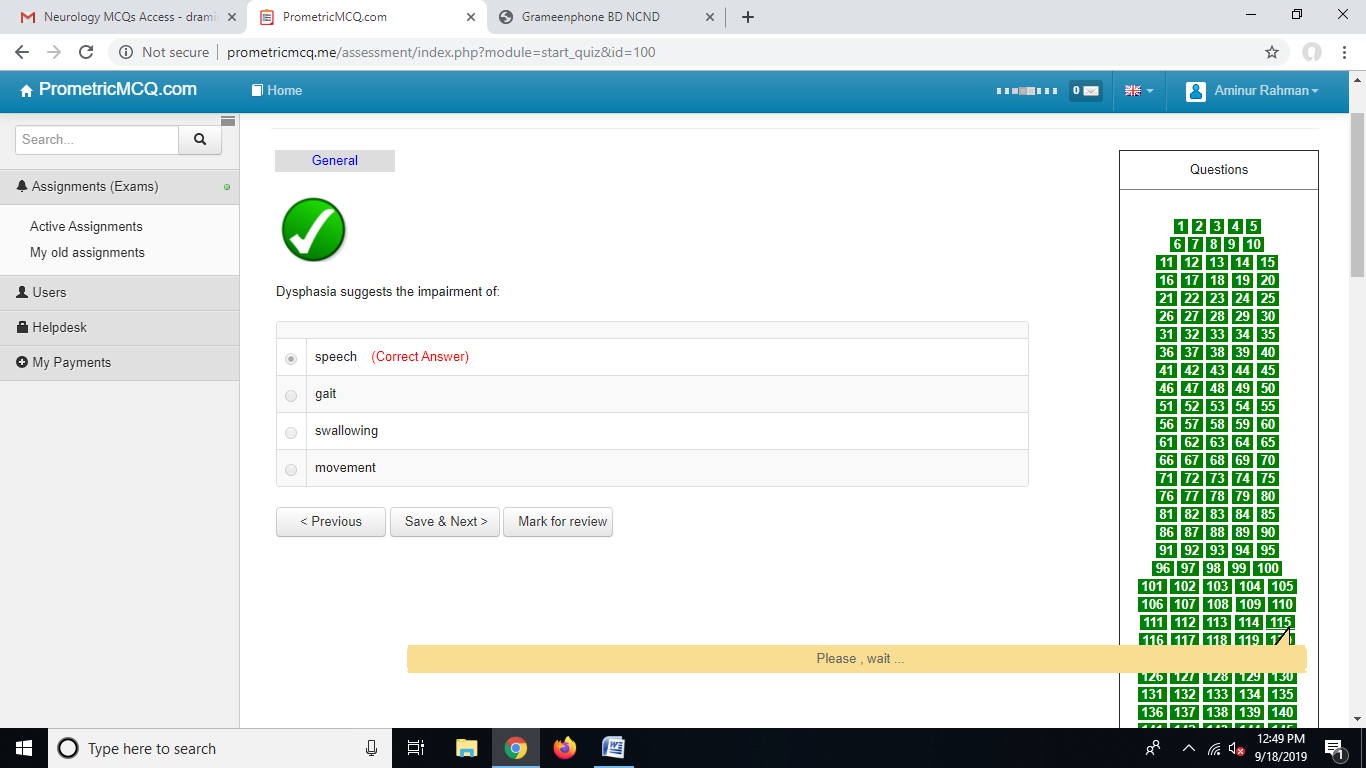 Neurology MCQs Access - drami
PrometricMCQ.com
Grameenphone BD NCND
Not secure
prometricmcq.me/assessment/index.php?module=start_quiz&id=100
PrometricMCQ.com
Home
0
Aminur Rahman
Search...
Assignments (Exams)
Active Assignments
My old assignments
Users
Helpdesk
My Payments
General
Dysphasia suggests the impairment of:
speech (Correct Answer)
gait
swallowing
movement
< Previous
Save & Next >
Mark for review
Please , wait ...
Questions
1 2 3 4 5
6 7 8 9 10
11 12 13 14 15
16 17 18 19 20
21 22 23 24 25
26 27 28 29 30
31 32 33 34 35
36 37 38 39 40
41 42 43 44 45
46 47 48 49 50
51 52 53 54 55
56 57 58 59 60
61 62 63 64 65
66 67 68 69 70
71 72 73 74 75
76 77 78 79 80
81 82 83 84 85
86 87 88 89 90
91 92 93 94 95
96 97 98 99 100
101 102 103 104 105
106 107 108 109 110
111 112 113 114 115
116 117 118 119
126 127 128 129 130
131 132 133 134 135
136 137 138 139 140
Type here to search
12:49 PM
9/18/2019
1